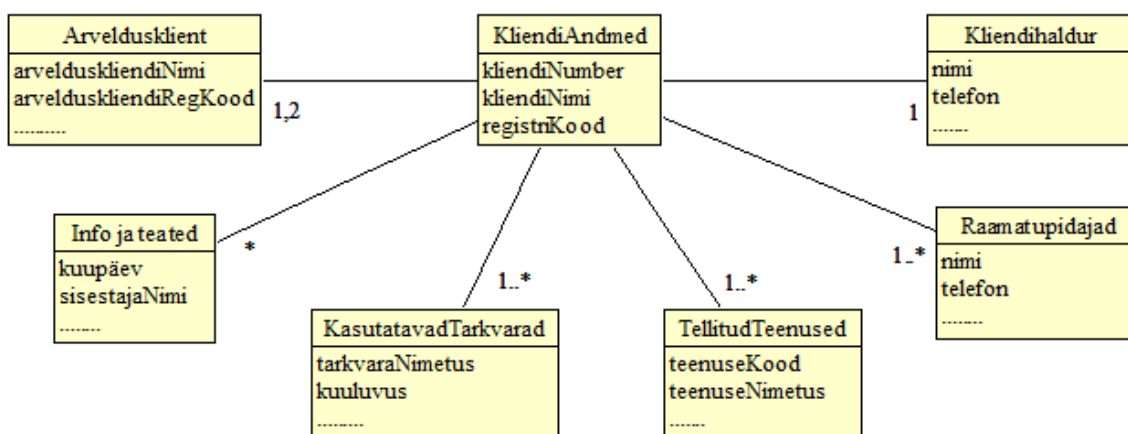 Arveldusklient
arvelduskliendiNimi
arvelduskliendiRegKood
..........
KliendiAndmed
kliendiNumber
kliendiNimi
registriKood
Kliendihaldur
nimi
telefon
.......
1,2
1
Info ja teated
kuupäev
sisestajaNimi
........
*
1..*
1..*
1..*
Raamatupidajad
nimi
telefon
........
KasutatavadTarkvarad
tarkvaraNimetus
kuuluvus
.........
TellitudTeenused
teenuseKood
teenuseNimetus
.......